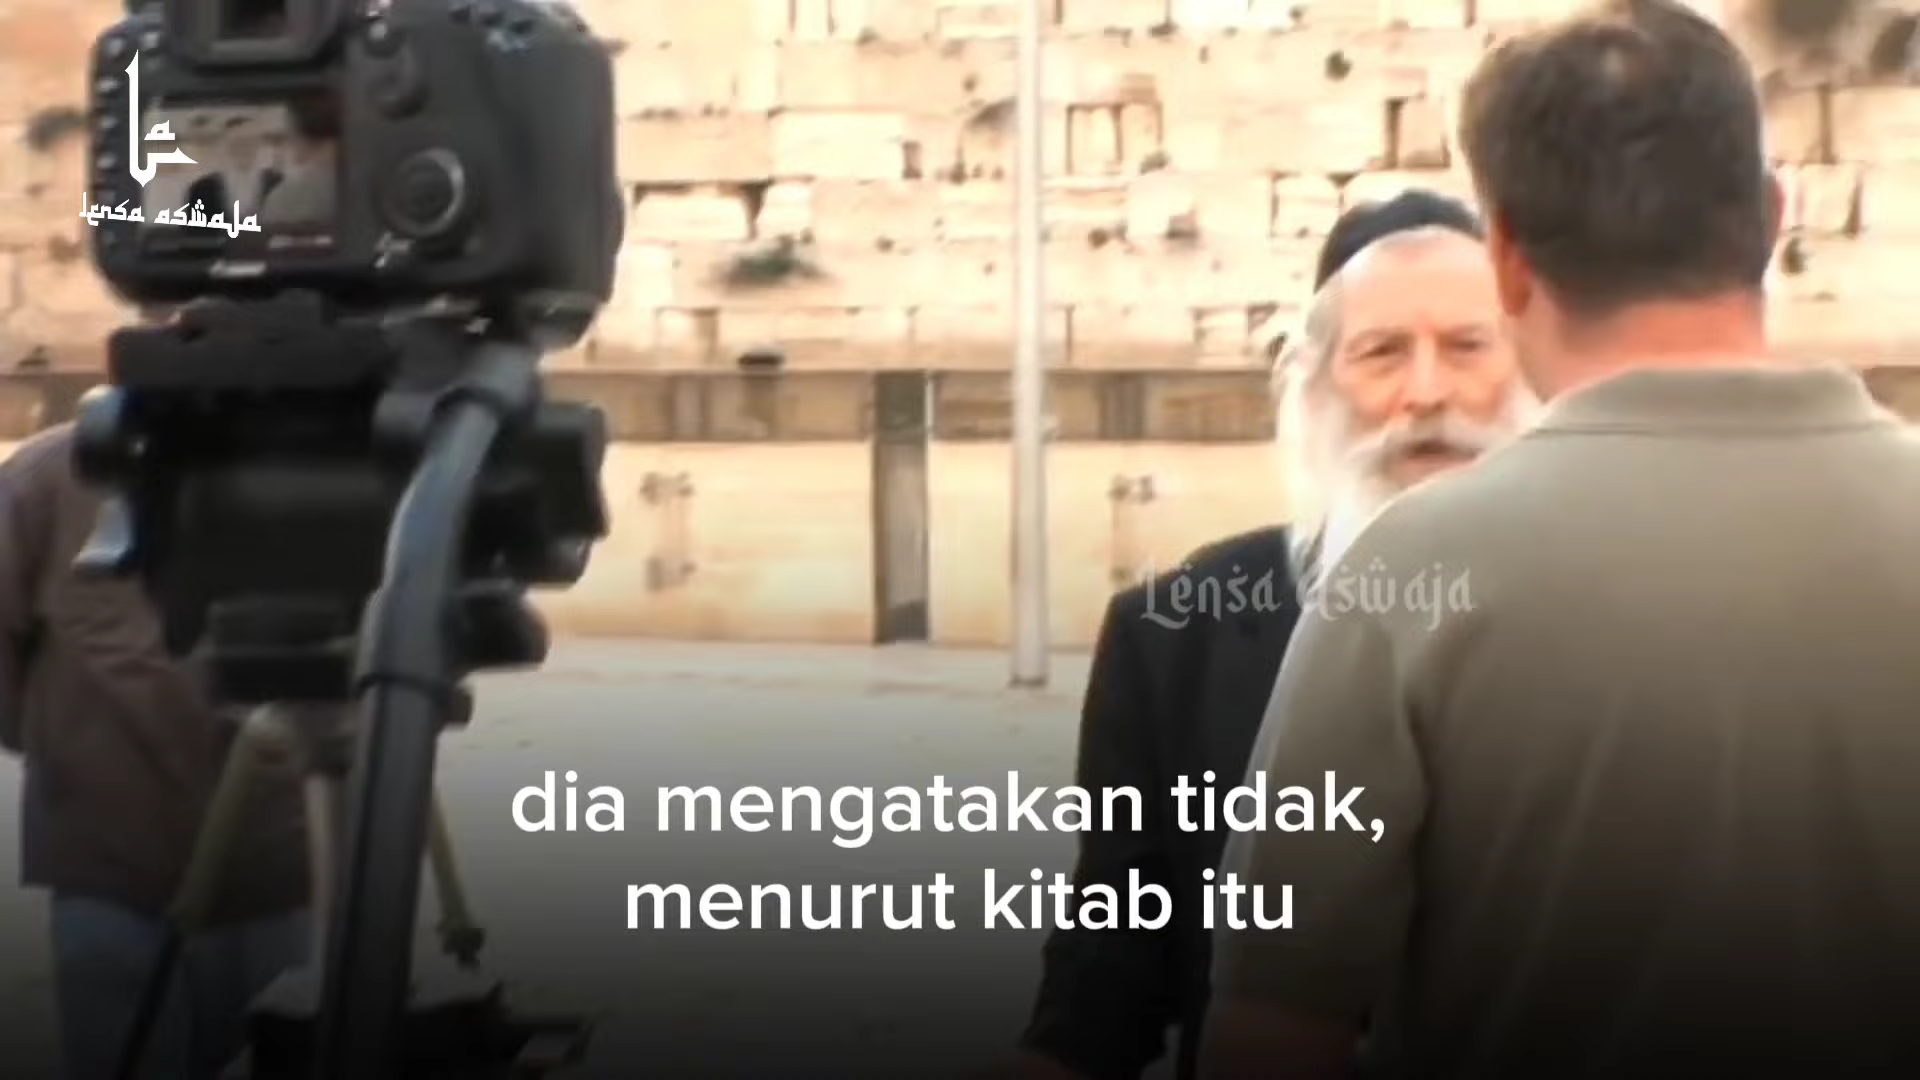 lensa aswaja
Lensa Aswaja
dia mengatakan tidak,
menurut kitab itu